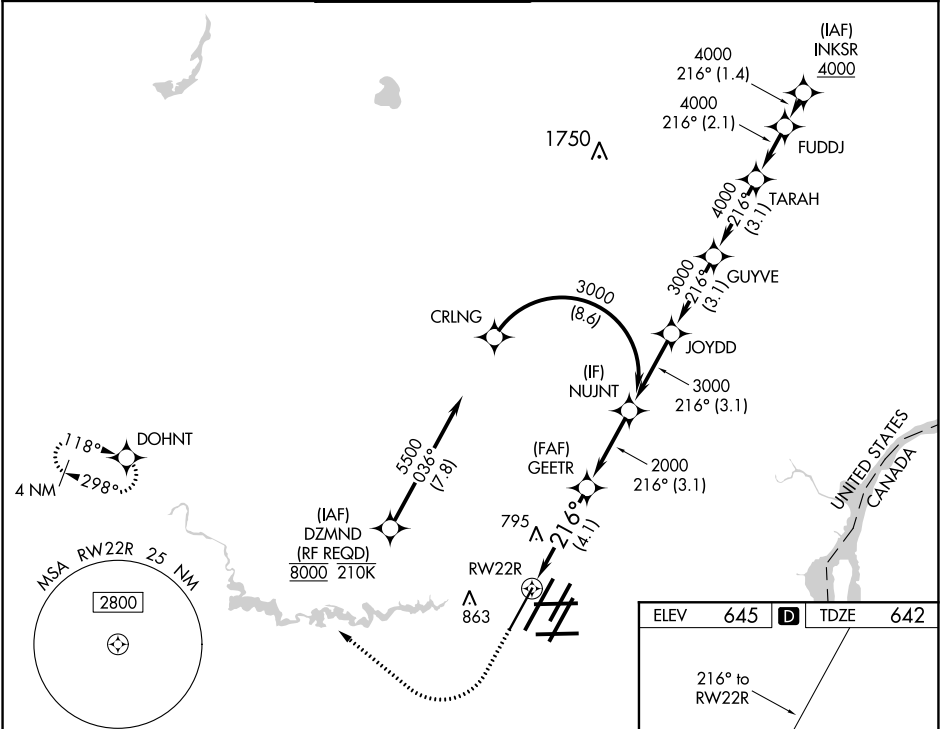 (IAF)
INKSR
4000
4000
216° (1.4)
4000
216° (2.1)
FUDDJ
1750
TARAH
4000
216°
(3.1)
GUYVE
3000
216°
(3.1)
JOYDD
3000
(8.6)
CRLNG
(IF)
NUJNT
3000
216° (3.1)
(FAF)
GEETR
2000
216° (3.1)
UNITED STATES
CANADA
118°
DOHNT
4 NM
298°
5500
036°
(7.8)
(IAF)
DZMND
(RF REQD)
8000 210K
795
216°
(4.1)
RW22R
863
MSA RW22R 25 NM
2800
ELEV 645 D TDZE 642
216° to
RW22R